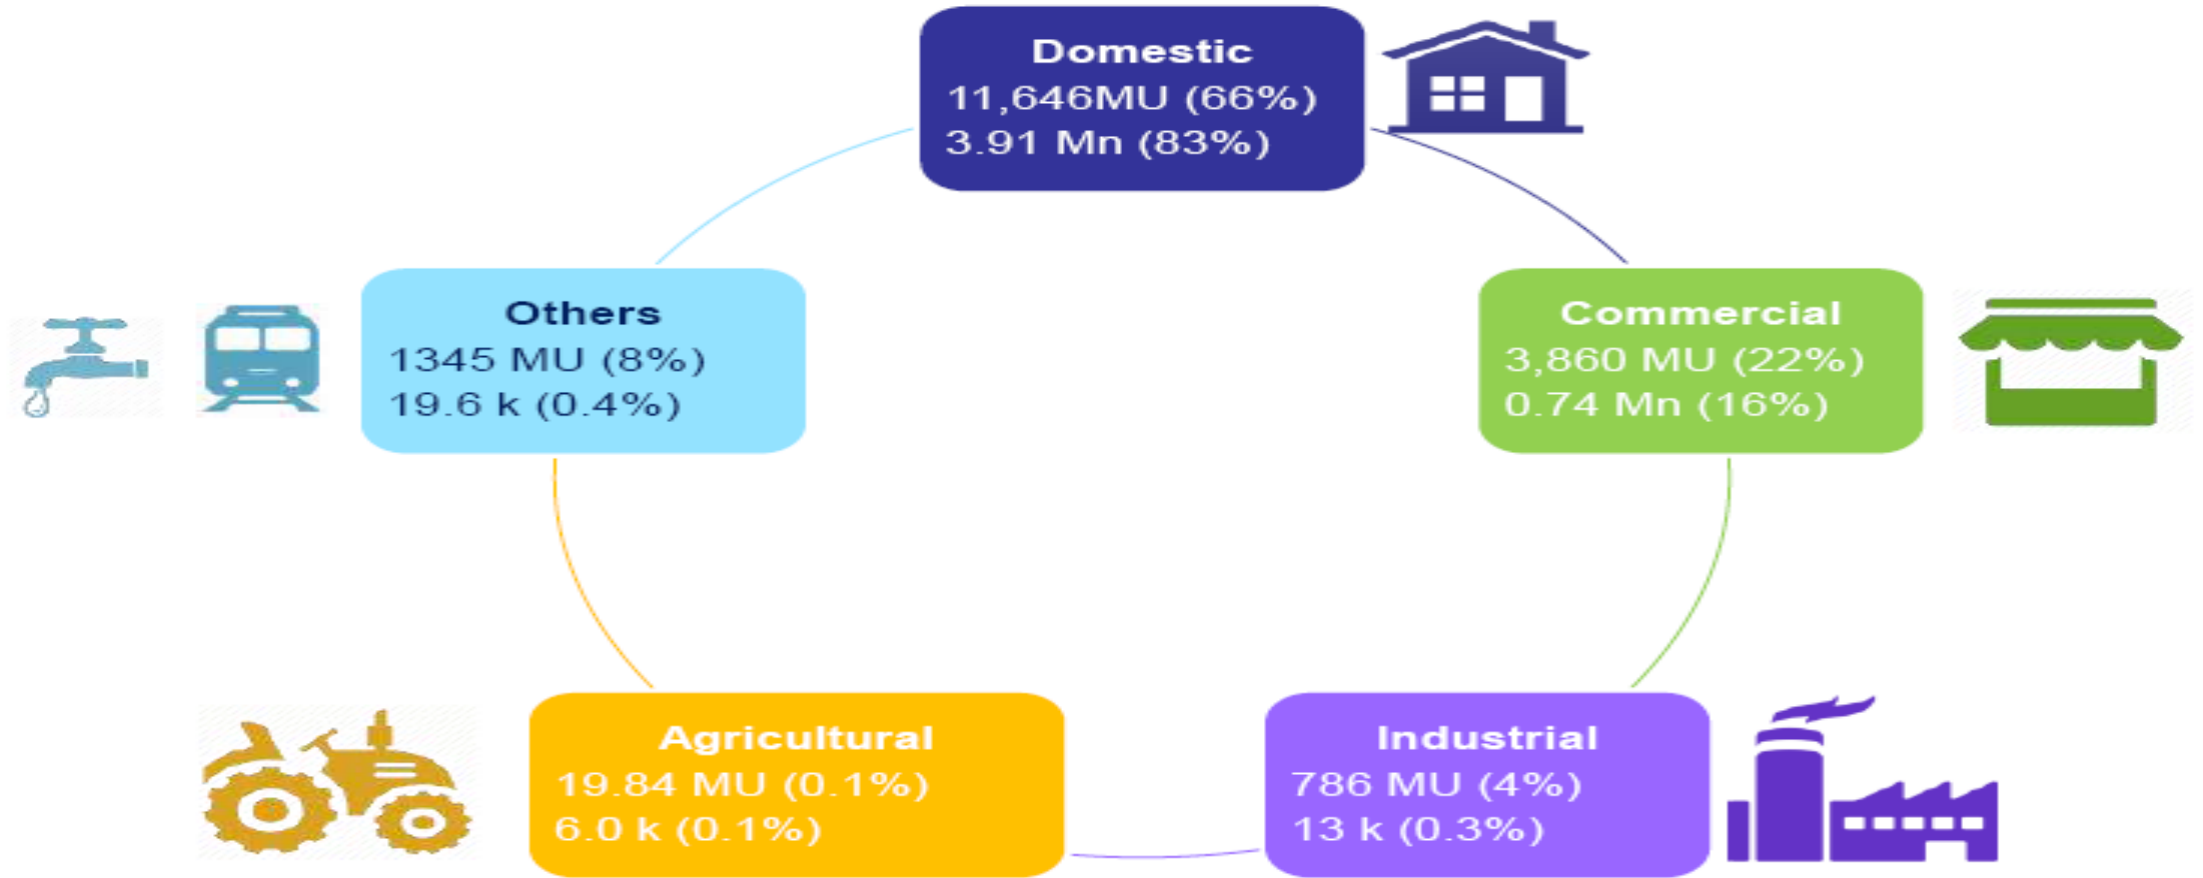 Domestic
11,646MU (66%)
3.91 Mn (83%)
Others
1345 MU (8%)
19.6 k (0.4%)
Commercial
3,860 MU (22%)
0.74 Mn (16%)
Agricultural
19.84 MU (0.1%)
6.0 k (0.1%)
Industrial
786 MU (4%)
13 k (0.3%)